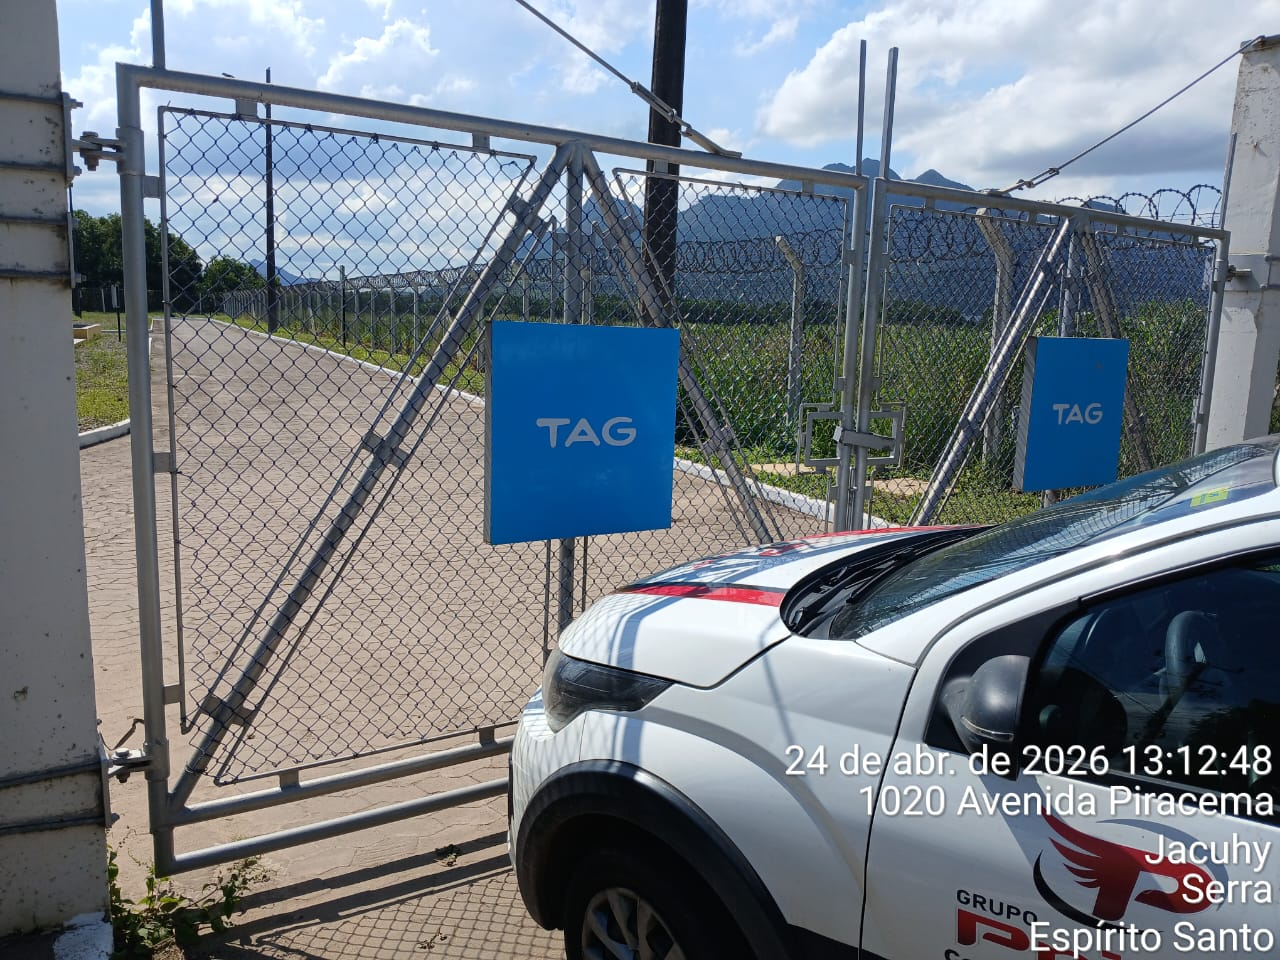 TAG
TAG
24 de abr. de 2026 13:12:48
1020 Avenida Piracema
Jacuhy
Serra
Espírito Santo
GRUPO